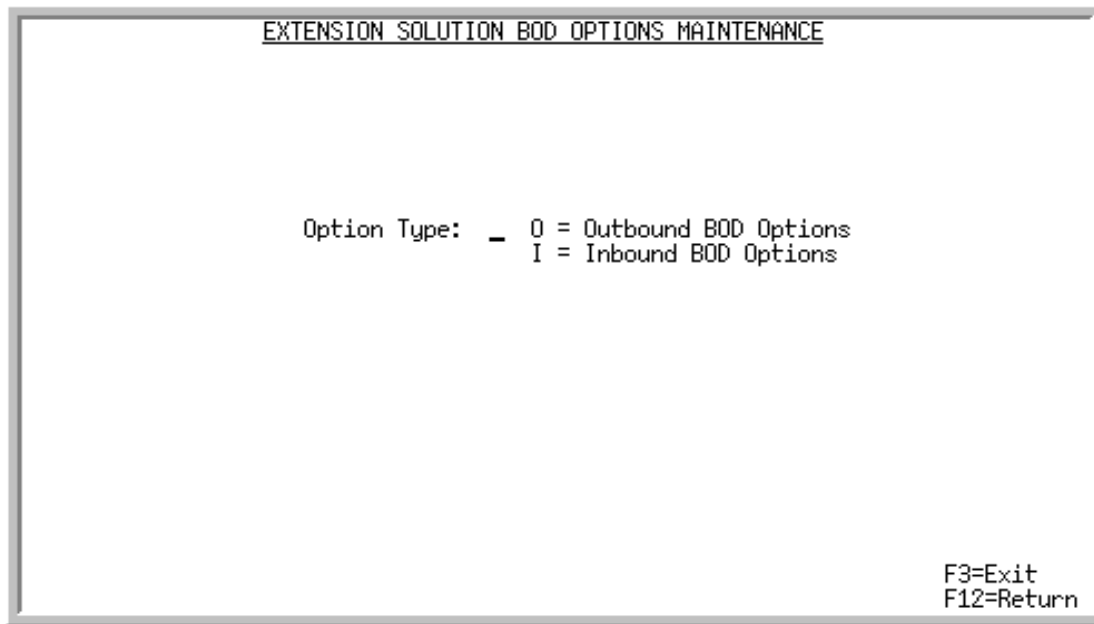 EXTENSION SOLUTION BOD OPTIONS MAINTENANCE
Option Type: _ O = Outbound BOD Options
I = Inbound BOD Options
F3=Exit
F12=Return